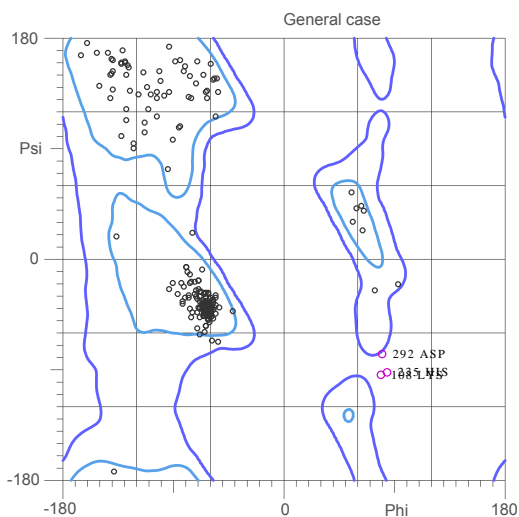 General case
180
Psi
0
292 ASP
235 HIS
108 LYS
-180
-180
0
Phi
180